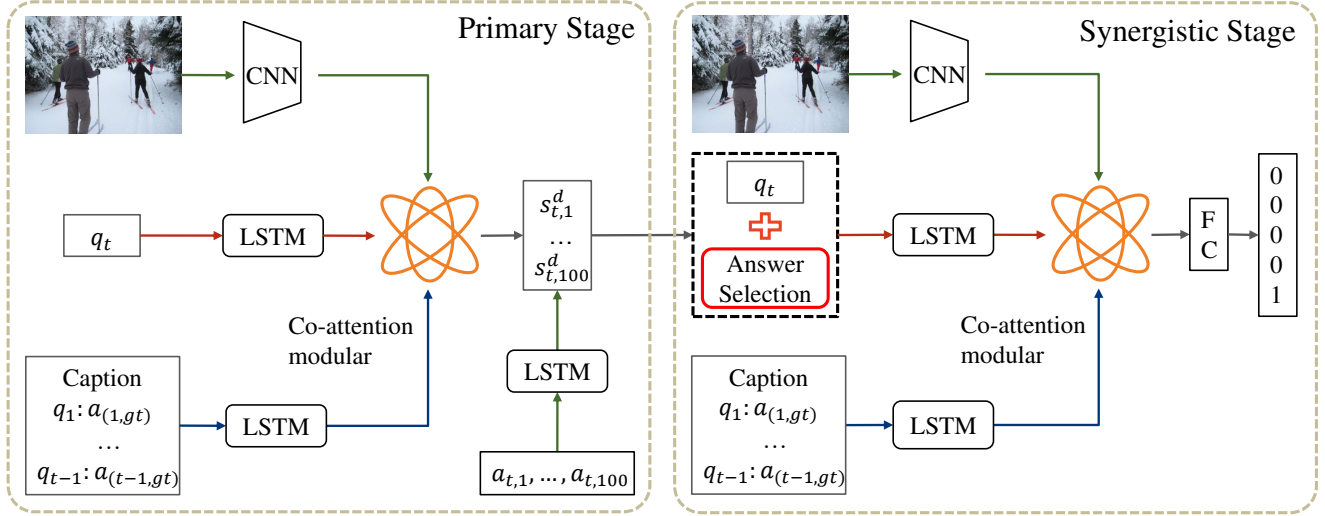 Primary Stage
CNN
q_t
LSTM
s^d_{t,1}
...
s^d_{t,100}
Co-attention
modular
Caption
q_1: a_(1,gt)
...
q_{t-1}: a_(t-1,gt)
LSTM
LSTM
a_{t,1}, ..., a_{t,100}
Synergistic Stage
CNN
q_t
Answer
Selection
LSTM
F
C
0
0
0
0
1
Co-attention
modular
Caption
q_1: a_(1,gt)
...
q_{t-1}: a_(t-1,gt)
LSTM